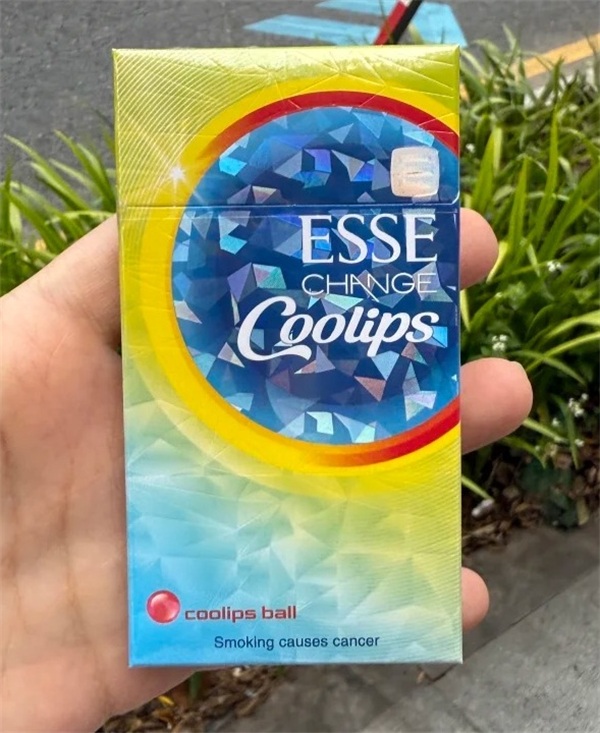 ESSE
CHANGE
Coolips
coolips ball
Smoking causes cancer